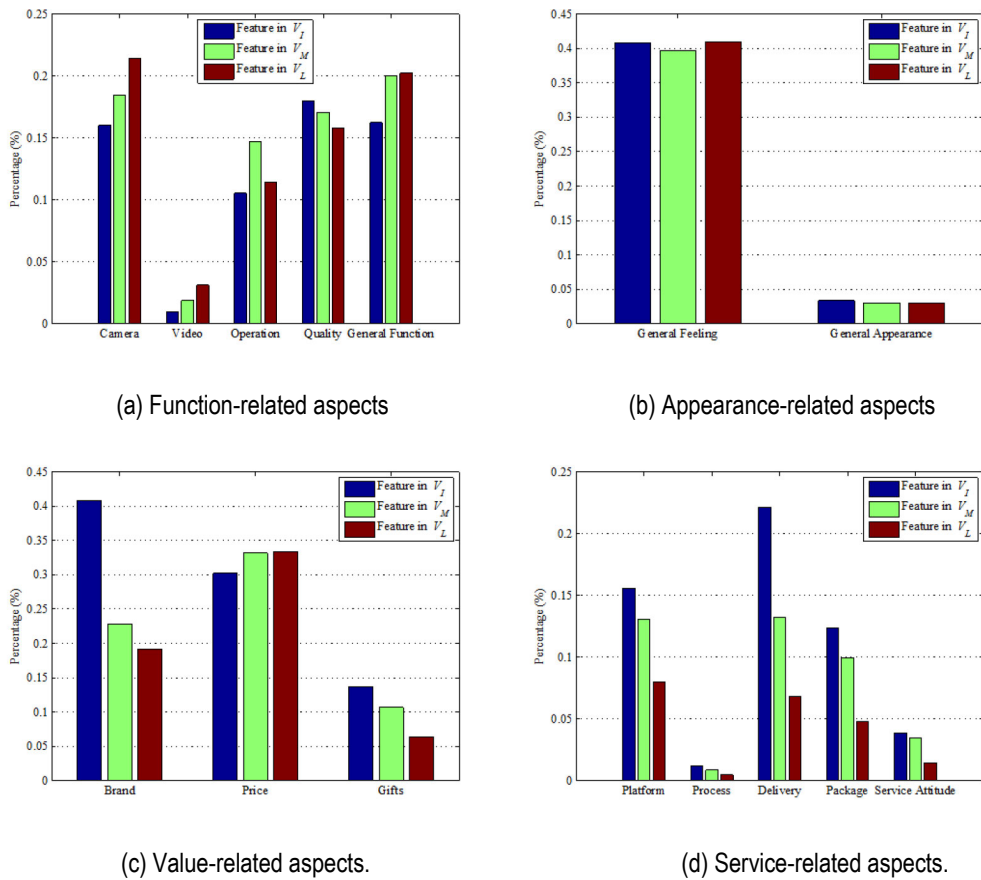 0.25
0.2
0.15
0.1
0.05
0
Percentage (%)
Feature in V_I
Feature in V_M
Feature in V_L
Camera Video Operation Quality General Function
(a) Function-related aspects
0.45
0.4
0.35
0.3
0.25
0.2
0.15
0.1
0.05
0
Percentage (%)
Feature in V_I
Feature in V_M
Feature in V_L
General Feeling General Appearance
(b) Appearance-related aspects
0.45
0.4
0.35
0.3
0.25
0.2
0.15
0.1
0.05
0
Percentage (%)
Feature in V_I
Feature in V_M
Feature in V_L
Brand Price Gifts
(c) Value-related aspects.
0.25
0.2
0.15
0.1
0.05
0
Percentage (%)
Feature in V_I
Feature in V_M
Feature in V_L
Platform Process Delivery Package Service Attitude
(d) Service-related aspects.